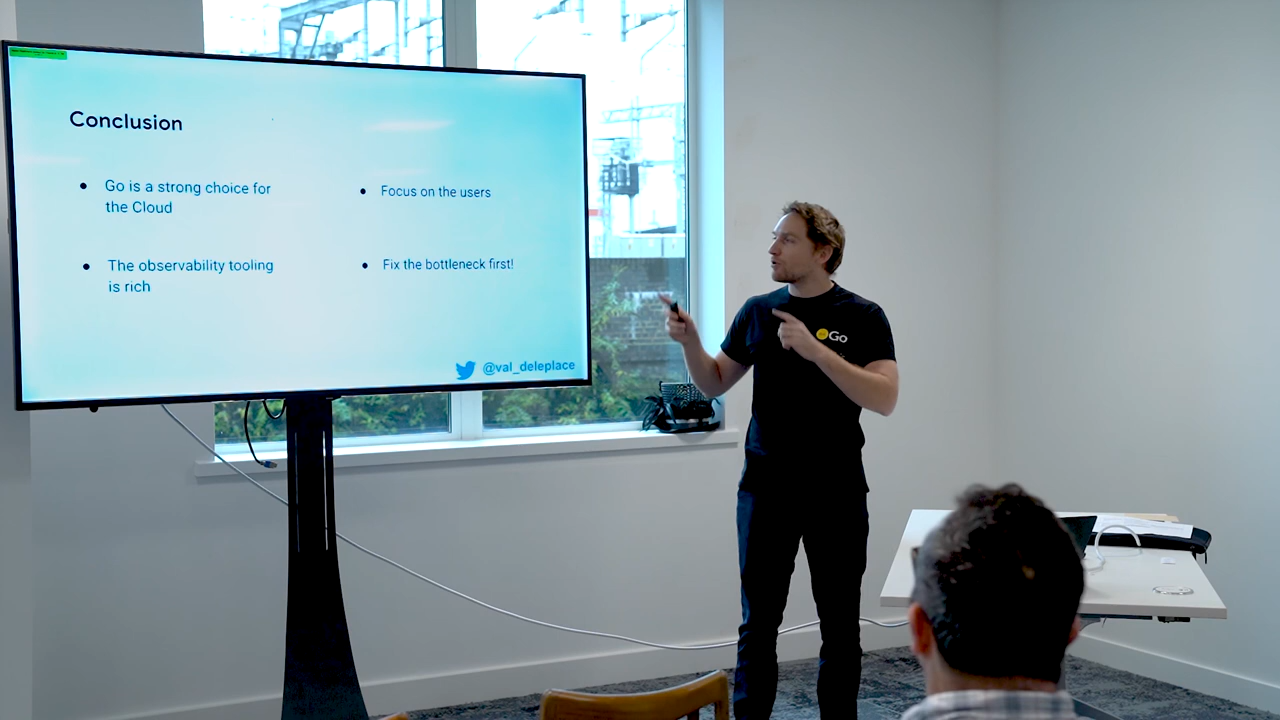 Conclusion
Go is a strong choice for
the Cloud
The observability tooling
is rich
Focus on the users
Fix the bottleneck first!
@val_deleplace
Go